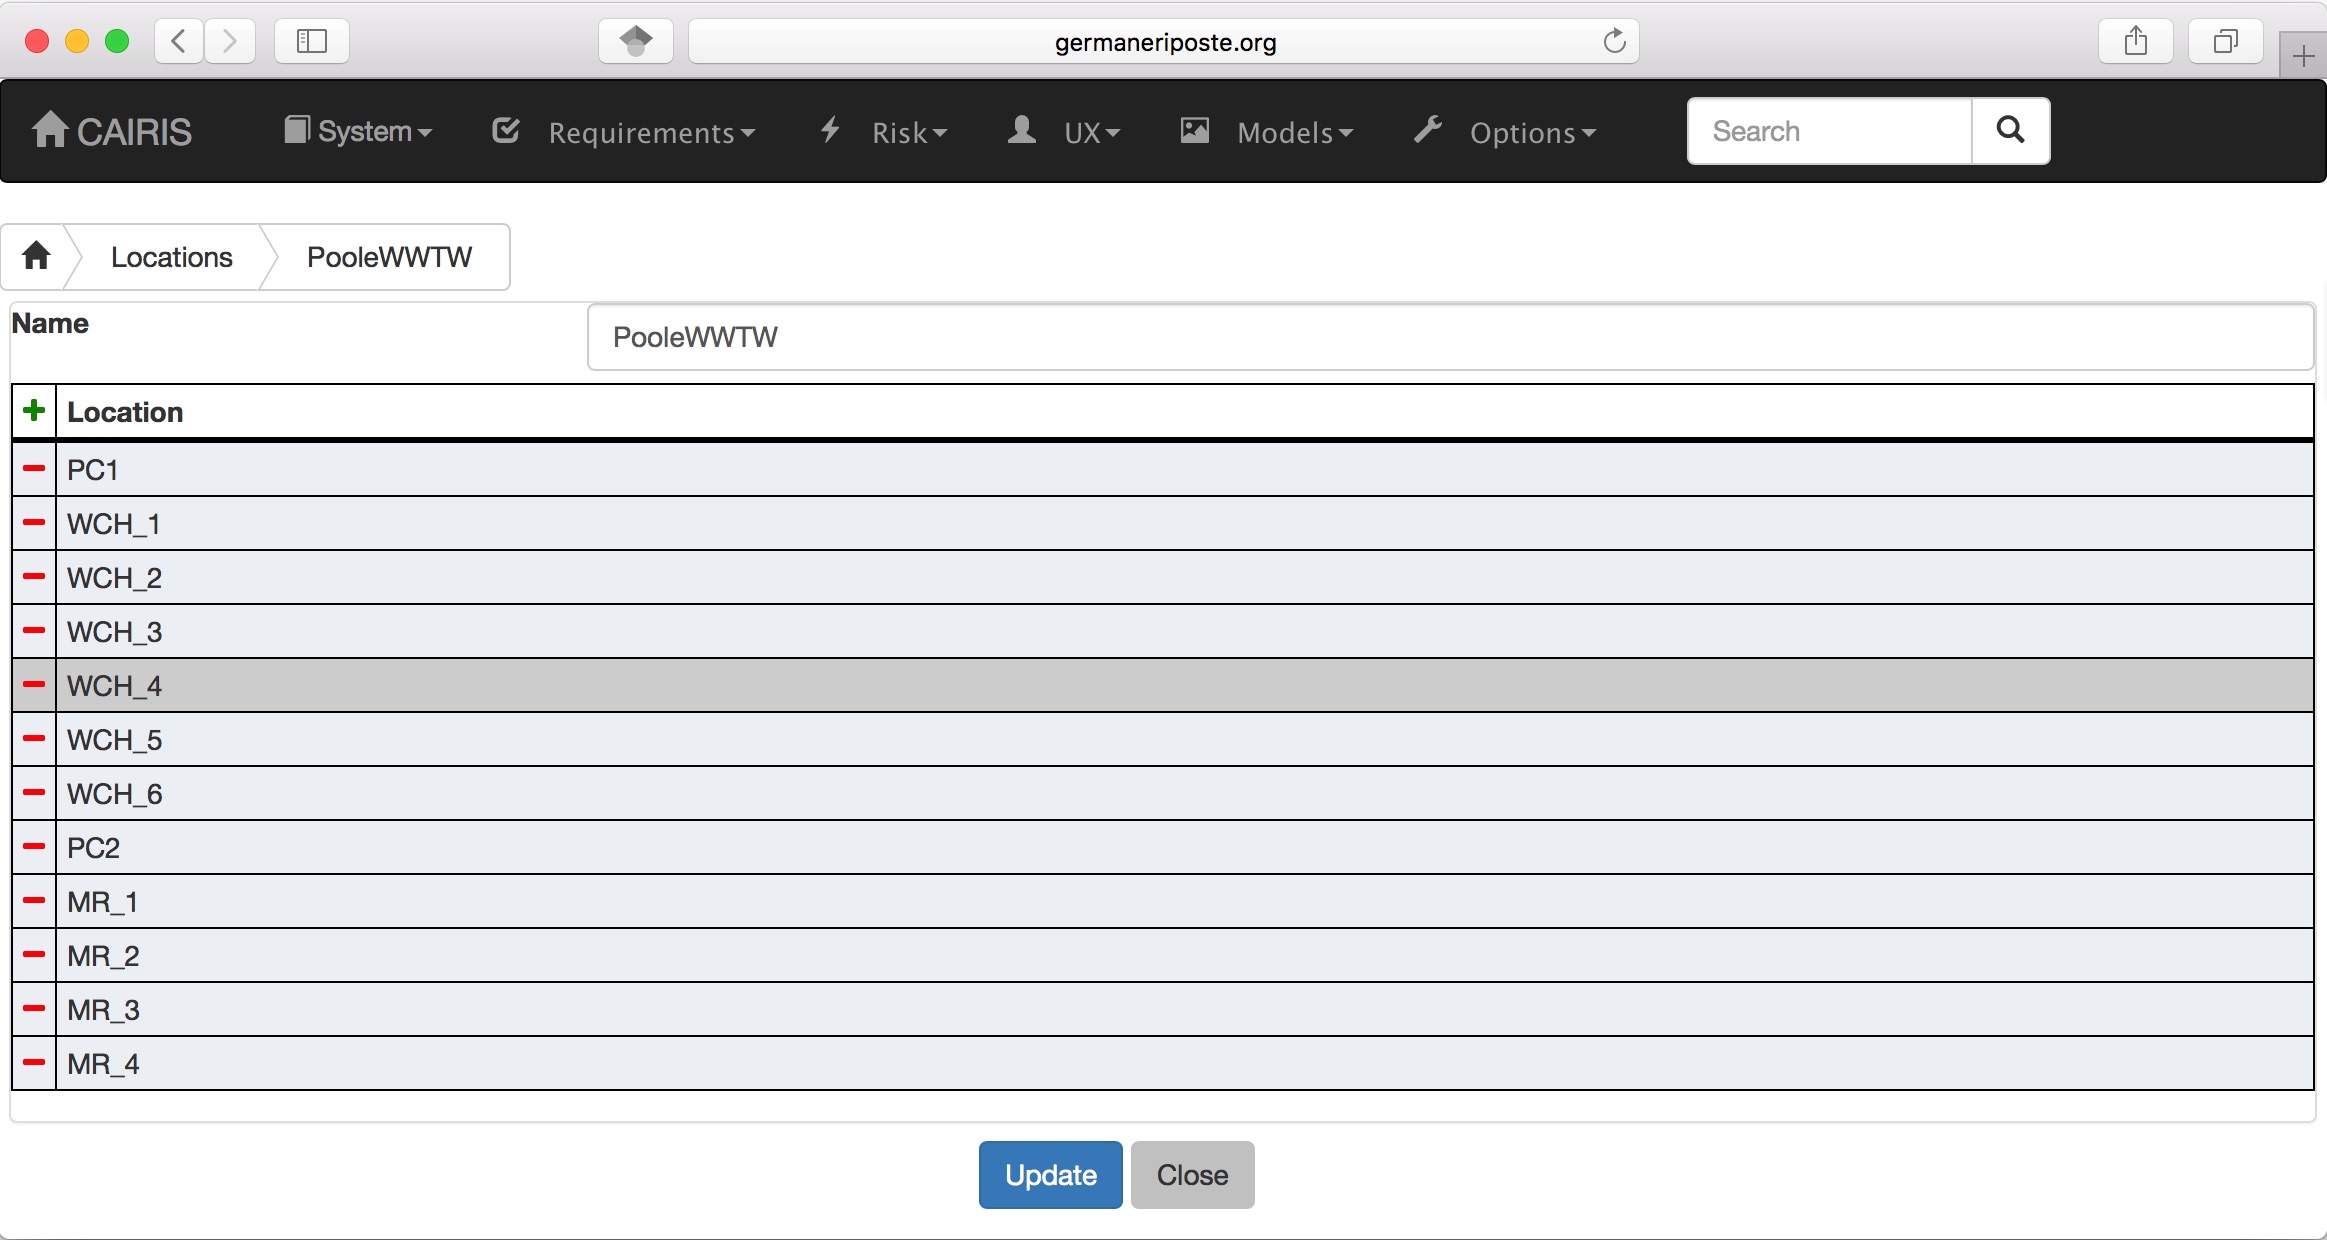 germaneriposte.org
CAIRIS System Requirements Risk UX Models Options Search
Locations PooleWWTW
Name PooleWWTW
Location
PC1
WCH_1
WCH_2
WCH_3
WCH_4
WCH_5
WCH_6
PC2
MR_1
MR_2
MR_3
MR_4
Update Close